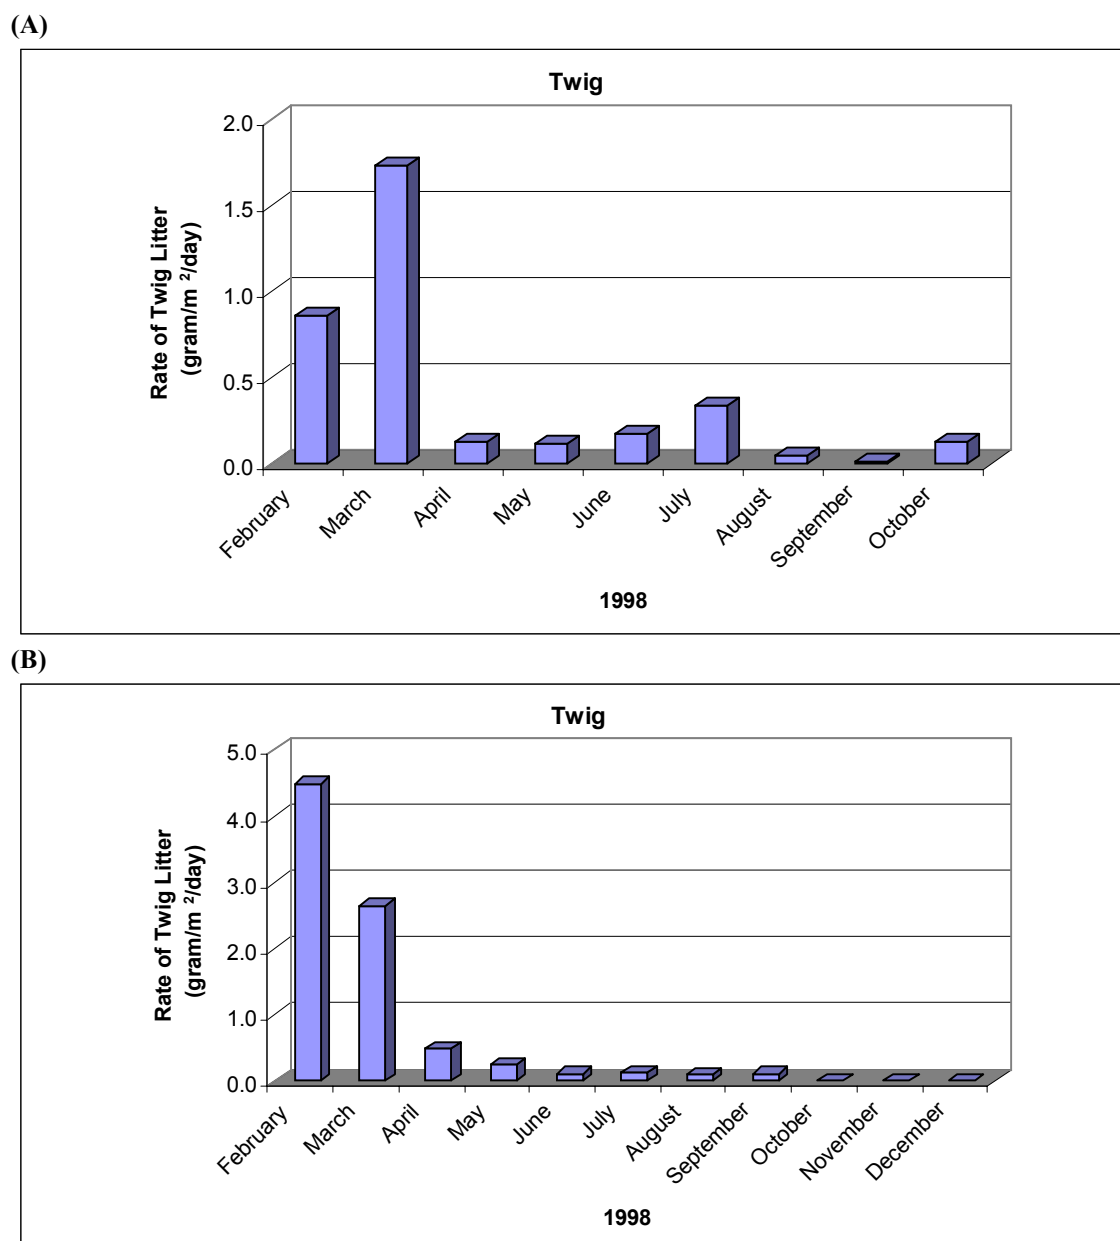 (A)
Twig
Rate of Twig Litter
(gram/m ²/day)
2.0
1.5
1.0
0.5
0.0
February
March
April
May
June
July
August
September
October
1998
(B)
Twig
Rate of Twig Litter
(gram/m ²/day)
5.0
4.0
3.0
2.0
1.0
0.0
February
March
April
May
June
July
August
September
October
November
December
1998